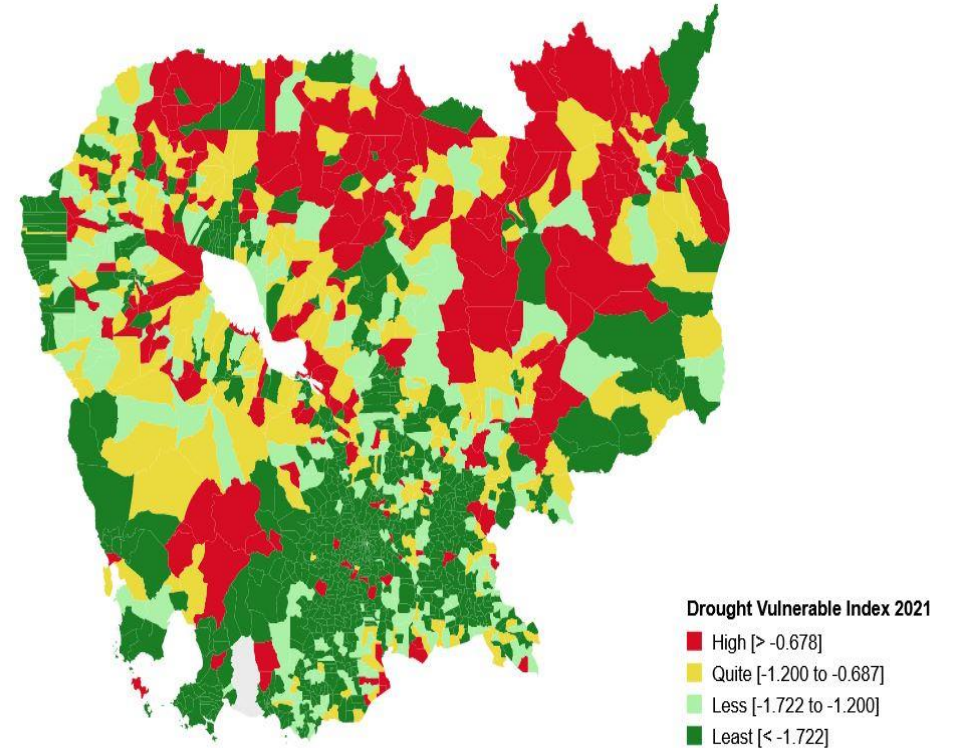 Drought Vulnerable Index 2021
High [> -0.678]
Quite [-1.200 to -0.687]
Less [-1.722 to -1.200]
Least [< -1.722]